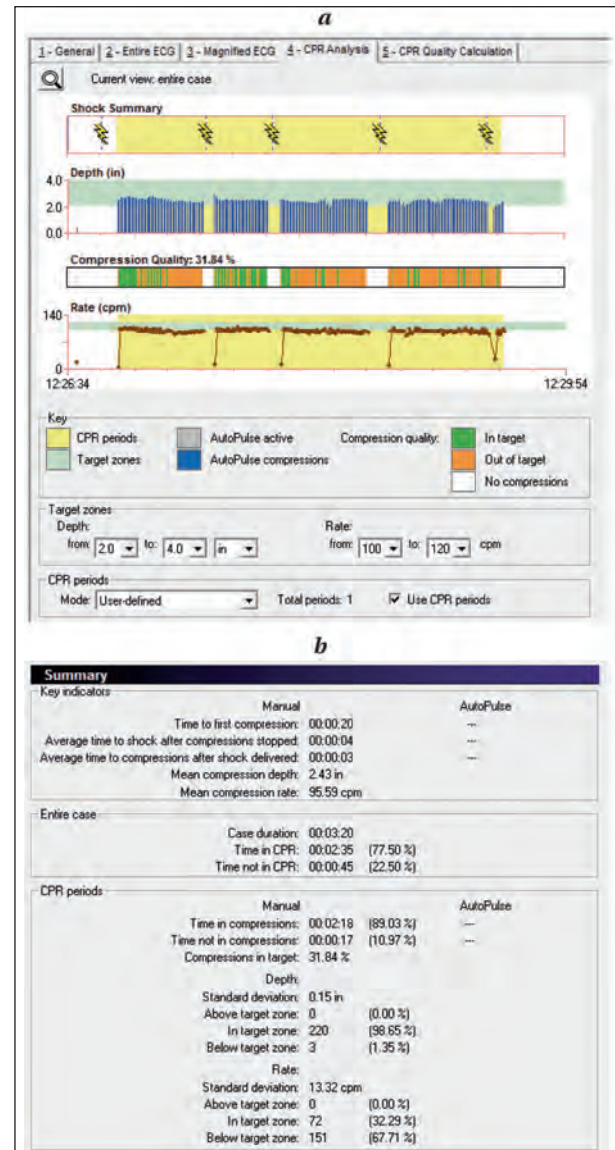 a
1 - General 2 - Entire ECG 3 - Magnified ECG 4 - CPR Analysis 5 - CPR Quality Calculation
Current view: entire case
Shock Summary
Depth (in)
4.0
2.0
0.0
Compression Quality: 31.84 %
Rate (cpm)
140
0
12:26:34 12:29:54
Key
CPR periods AutoPulse active Compression quality: In target
Target zones AutoPulse compressions Out of target
No compressions
Target zones
Depth: Rate:
from: 2.0 to: 4.0 in from: 100 to: 120 cpm
CPR periods
Mode: User-defined Total periods: 1 Use CPR periods
b
Summary
Key indicators
Manual AutoPulse
Time to first compression: 00:00:20 ---
Average time to shock after compressions stopped: 00:00:04 ---
Average time to compressions after shock delivered: 00:00:03 ---
Mean compression depth: 2.43 in
Mean compression rate: 95.59 cpm
Entire case
Case duration: 00:03:20
Time in CPR: 00:02:35 (77.50 %)
Time not in CPR: 00:00:45 (22.50 %)
CPR periods
Manual AutoPulse
Time in compressions: 00:02:18 (89.03 %) ---
Time not in compressions: 00:00:17 (10.97 %) ---
Compressions in target: 31.84 %
Depth:
Standard deviation: 0.15 in
Above target zone: 0 (0.00 %)
In target zone: 220 (98.65 %)
Below target zone: 3 (1.35 %)
Rate:
Standard deviation: 13.32 cpm
Above target zone: 0 (0.00 %)
In target zone: 72 (32.29 %)
Below target zone: 151 (67.71 %)